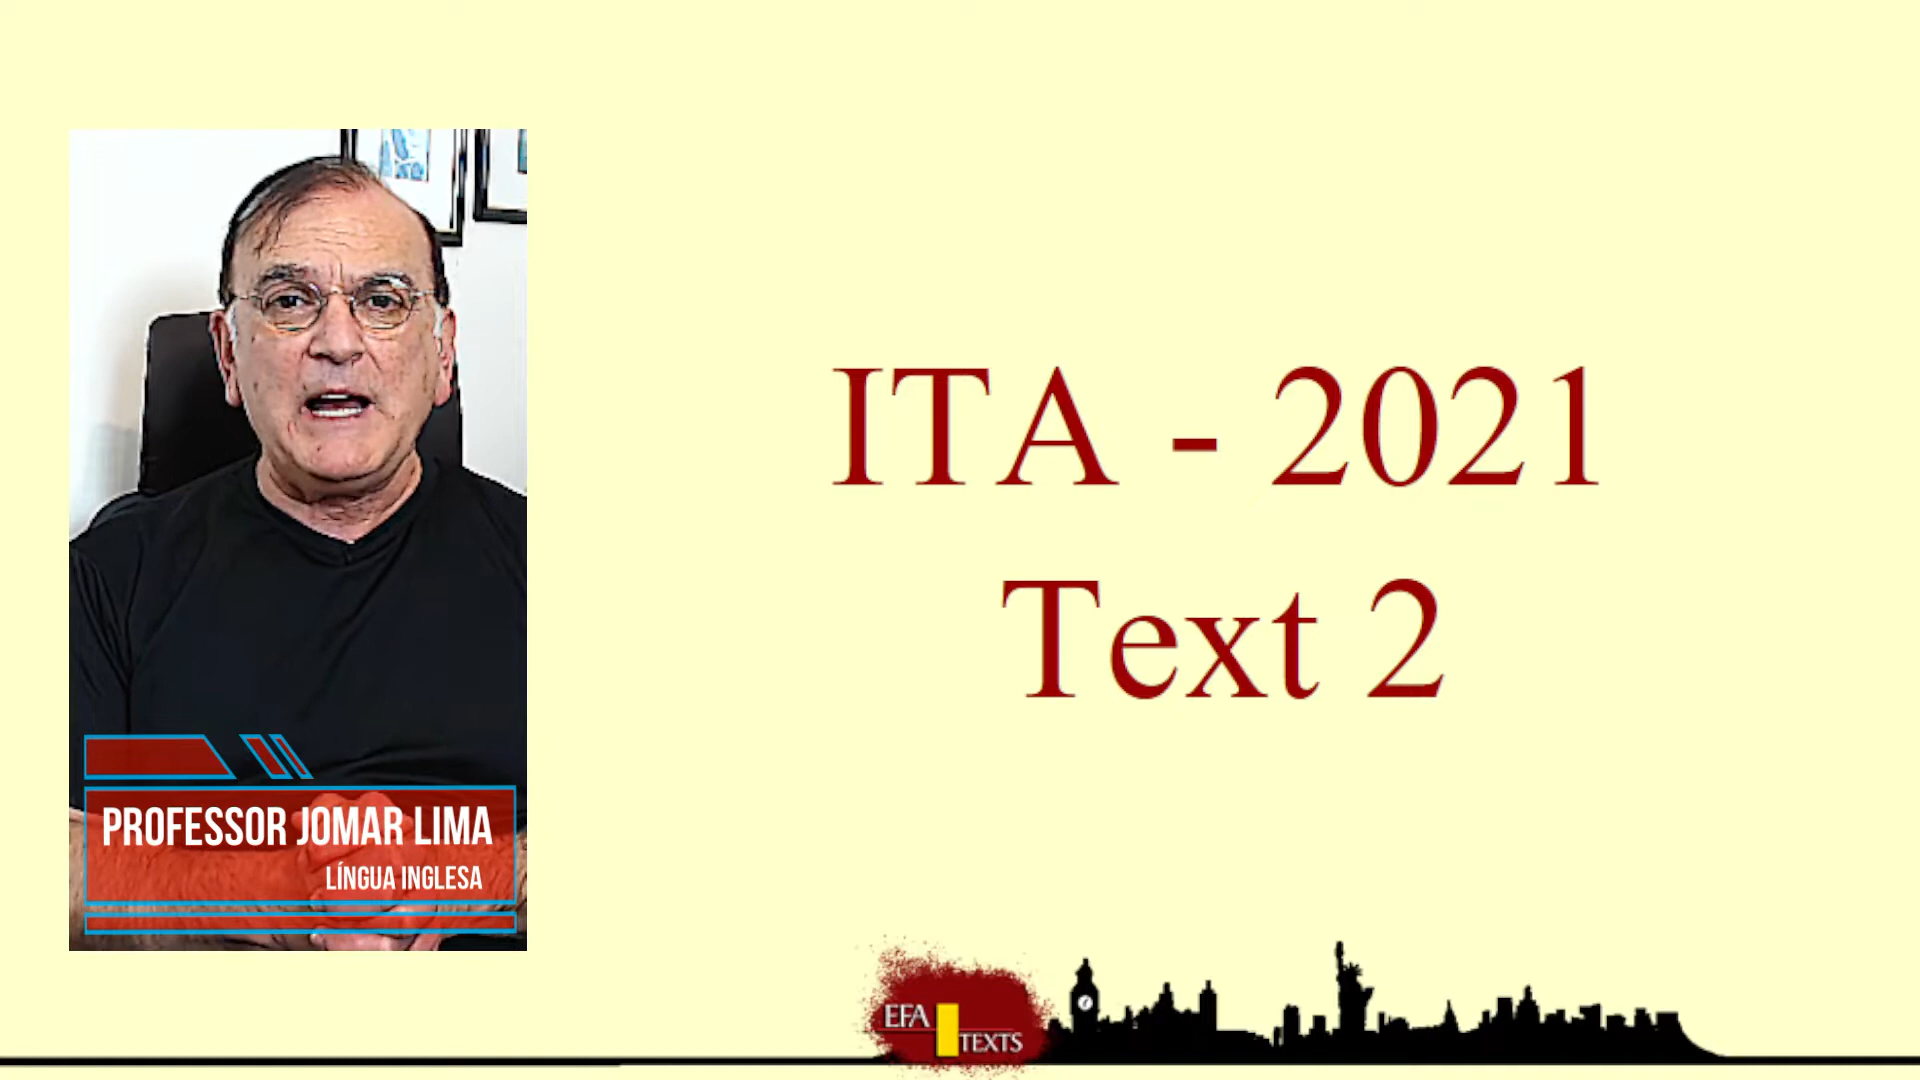 ITA - 2021
Text 2
PROFESSOR JOMAR LIMA
LÍNGUA INGLESA
EFA
TEXTS